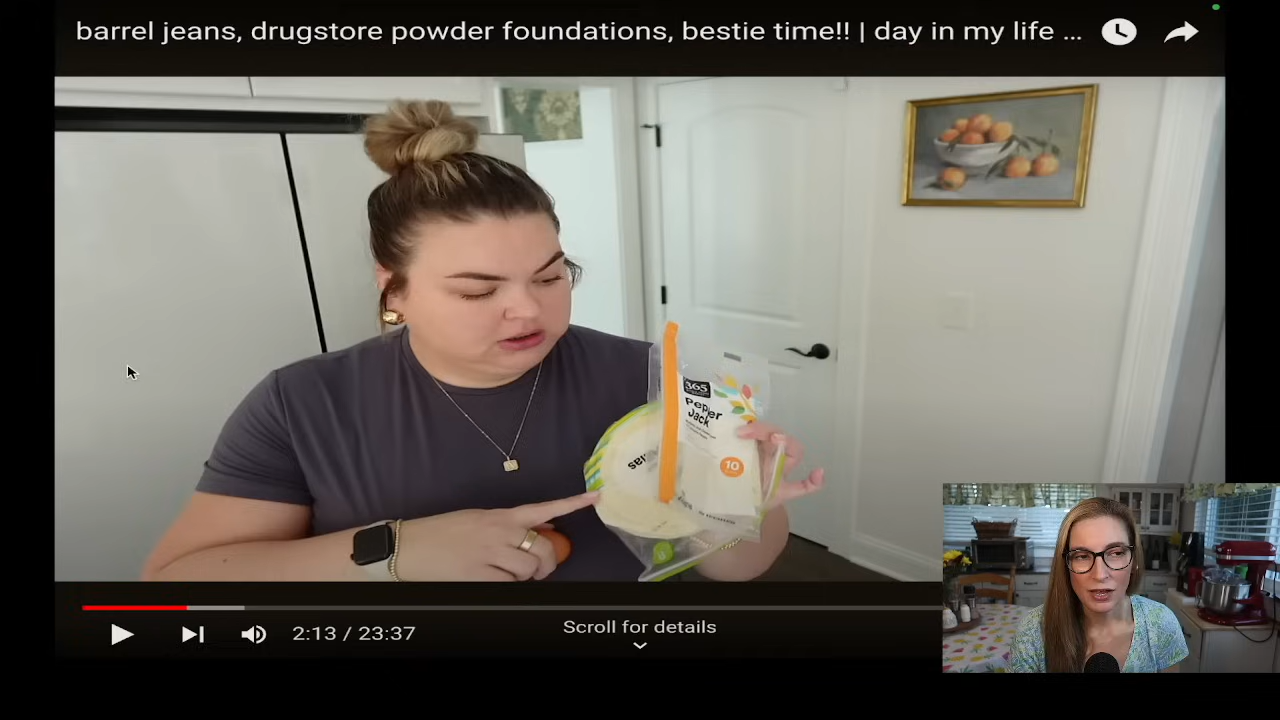 barrel jeans, drugstore powder foundations, bestie time!! | day in my life ...
365
Pepper
Jack
10
2:13 / 23:37
Scroll for details